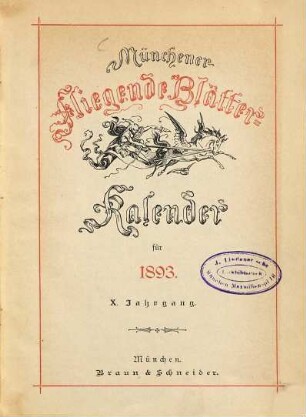 Münchener
Fliegende Blätter-
Kalender
für
1893.
X. Jahrgang.
München.
Braun & Schneider.